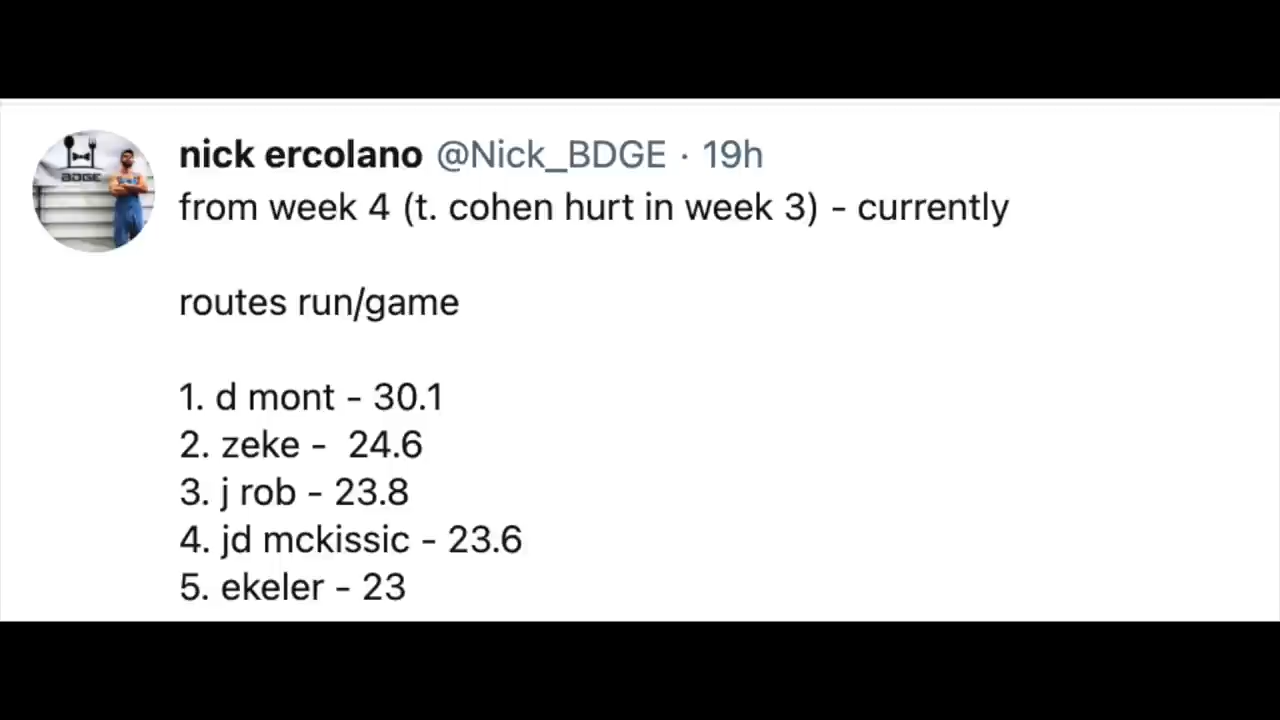 nick ercolano @Nick_BDGE · 19h
from week 4 (t. cohen hurt in week 3) - currently
routes run/game
1. d mont - 30.1
2. zeke -  24.6
3. j rob - 23.8
4. jd mckissic - 23.6
5. ekeler - 23
BDGE